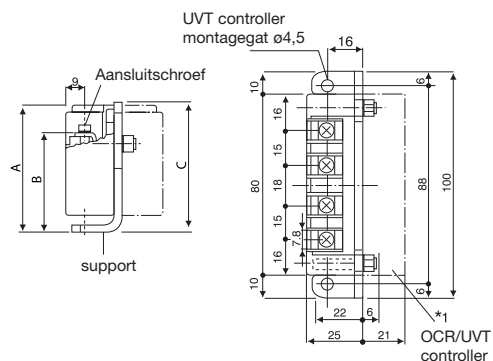 UVT controller
montagegat ø4,5
16
9
Aansluitschroef
10
6
16
A
B
C
15
80
18
88
100
15
7.8
16
support
10
6
22
6
*1
25
21
OCR/UVT
controller